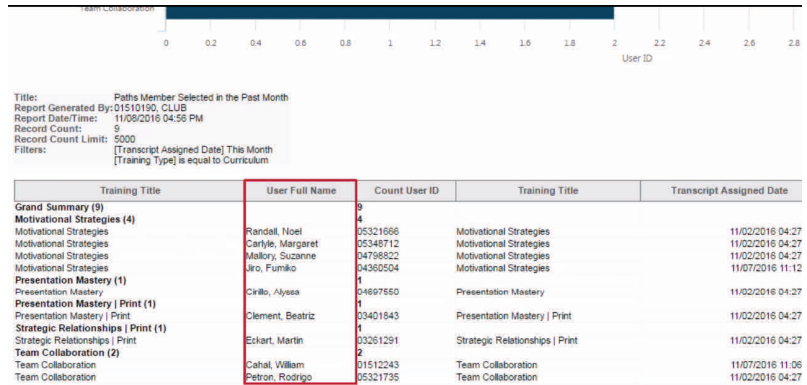 Team Collaboration
0 0.2 0.4 0.6 0.8 1 1.2 1.4 1.6 1.8 2 2.2 2.4 2.6 2.8
User ID
Title: Paths Member Selected in the Past Month
Report Generated By: 01510190, CLUB
Report Date/Time: 11/08/2016 04:56 PM
Record Count: 9
Record Count Limit: 5000
Filters: [Transcript Assigned Date] This Month
[Training Type] is equal to Curriculum
Training Title User Full Name Count User ID Training Title Transcript Assigned Date
Grand Summary (9) 9
Motivational Strategies (4) 4
Motivational Strategies Randall, Noel 05321666 Motivational Strategies 11/02/2016 04:27
Motivational Strategies Carlyle, Margaret 05348712 Motivational Strategies 11/02/2016 04:27
Motivational Strategies Mallory, Suzanne 04798822 Motivational Strategies 11/02/2016 04:27
Motivational Strategies Jiro, Fumiko 04360504 Motivational Strategies 11/07/2016 11:12
Presentation Mastery (1) 1
Presentation Mastery Cirillo, Alyssa 04697550 Presentation Mastery 11/02/2016 04:27
Presentation Mastery | Print (1) 1
Presentation Mastery | Print Clement, Beatriz 03401843 Presentation Mastery | Print 11/02/2016 04:27
Strategic Relationships | Print (1) 1
Strategic Relationships | Print Eckart, Martin 03261291 Strategic Relationships | Print 11/02/2016 04:27
Team Collaboration (2) 2
Team Collaboration Cahal, William 01512243 Team Collaboration 11/07/2016 11:06
Team Collaboration Petron, Rodrigo 05321735 Team Collaboration 11/02/2016 04:27